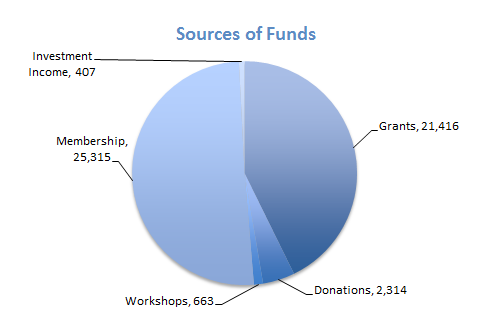 Sources of Funds
Investment
Income, 407
Grants, 21,416
Membership,
25,315
Donations, 2,314
Workshops, 663